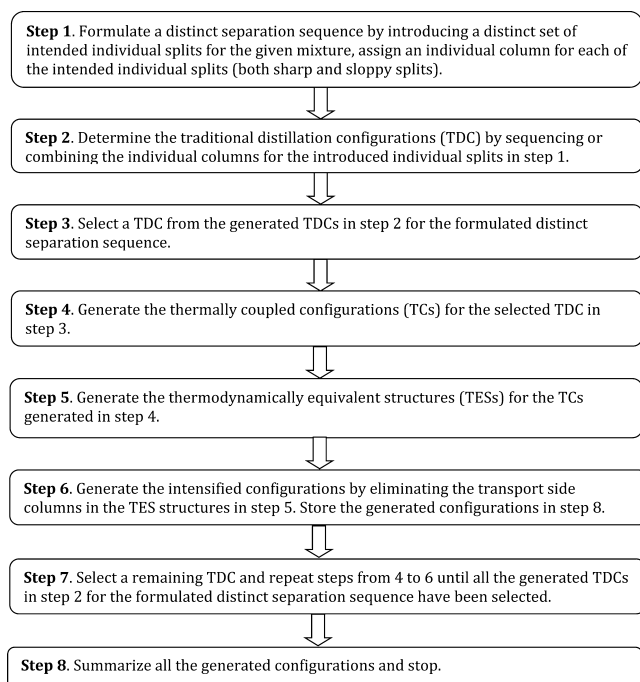 Step 1. Formulate a distinct separation sequence by introducing a distinct set of
intended individual splits for the given mixture, assign an individual column for each of
the intended individual splits (both sharp and sloppy splits).
Step 2. Determine the traditional distillation configurations (TDC) by sequencing or
combining the individual columns for the introduced individual splits in step 1.
Step 3. Select a TDC from the generated TDCs in step 2 for the formulated distinct
separation sequence.
Step 4. Generate the thermally coupled configurations (TCs) for the selected TDC in
step 3.
Step 5. Generate the thermodynamically equivalent structures (TESs) for the TCs
generated in step 4.
Step 6. Generate the intensified configurations by eliminating the transport side
columns in the TES structures in step 5. Store the generated configurations in step 8.
Step 7. Select a remaining TDC and repeat steps from 4 to 6 until all the generated TDCs
in step 2 for the formulated distinct separation sequence have been selected.
Step 8. Summarize all the generated configurations and stop.